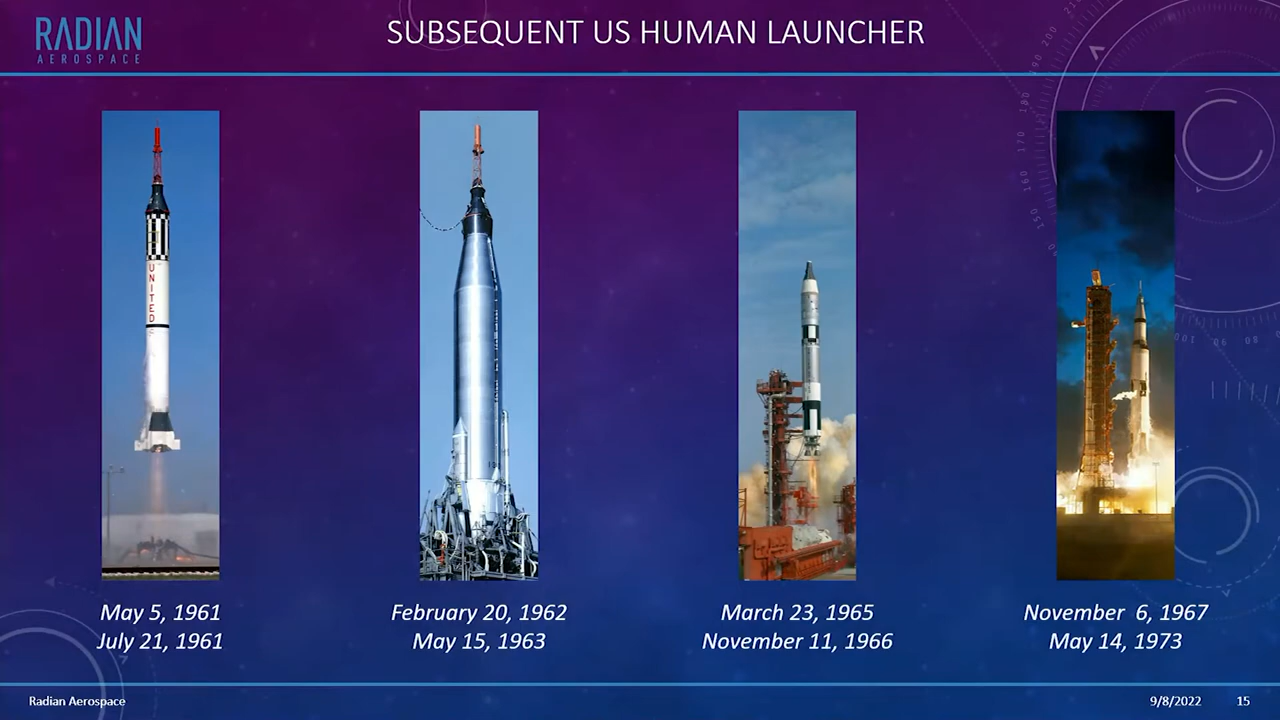 RADIAN
AEROSPACE
SUBSEQUENT US HUMAN LAUNCHER
UNITED
May 5, 1961
July 21, 1961
February 20, 1962
May 15, 1963
March 23, 1965
November 11, 1966
November 6, 1967
May 14, 1973
Radian Aerospace
9/8/2022
15